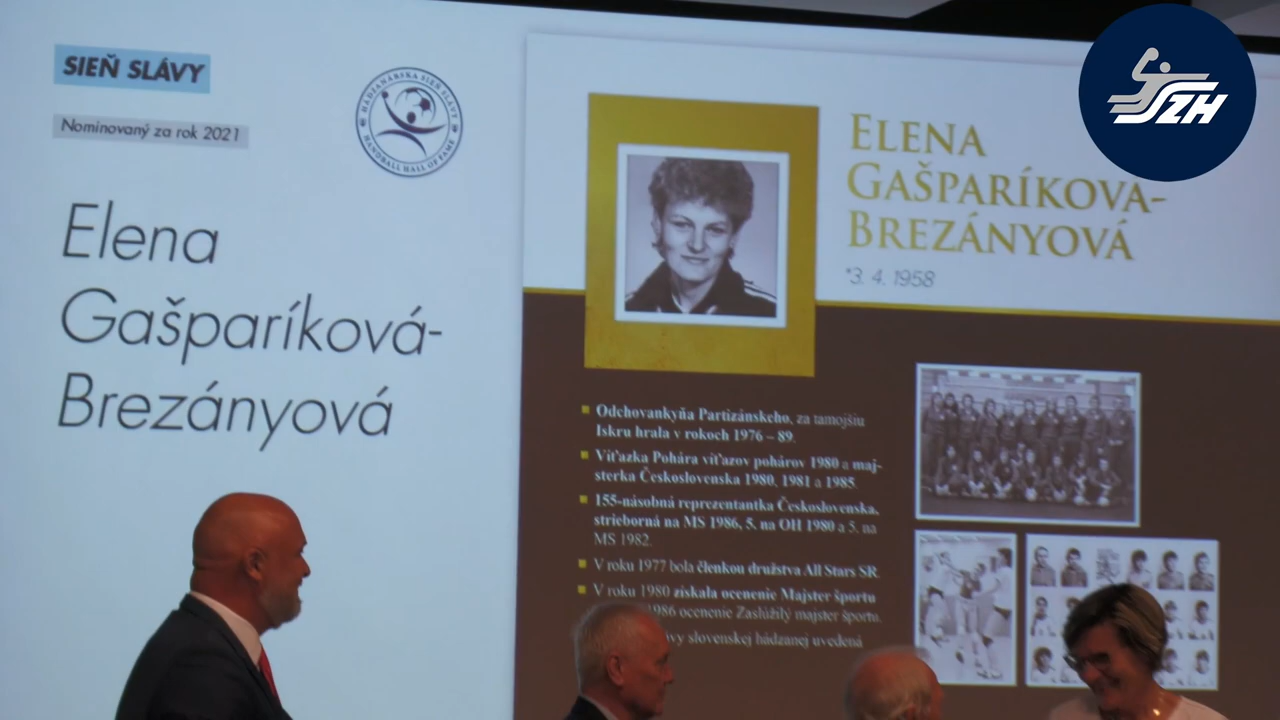 SIEŇ SLÁVY
Nominovaný za rok 2021
HÁDZANÁRSKA SIEŇ SLÁVY
HANDBALL HALL OF FAME
Elena
Gašparíková-
Brezányová
SZH
ELENA
GAŠPARÍKOVA-
BREZÁNYOVÁ
*3. 4. 1958
Odchovankyňa Partizánskeho, za tamojšiu
Iskru hrala v rokoch 1976 – 89.
Víťazka Pohára víťazov pohárov 1980 a maj-
sterka Československa 1980, 1981 a 1985.
155-násobná reprezentantka Československa,
strieborná na MS 1986, 5. na OH 1980 a 5. na
MS 1982.
V roku 1977 bola členkou družstva All Stars SR.
V roku 1980 získala ocenenie Majster športu
1986 ocenenie Zaslúžilý majster športu.
slovenskej hádzanej uvedená